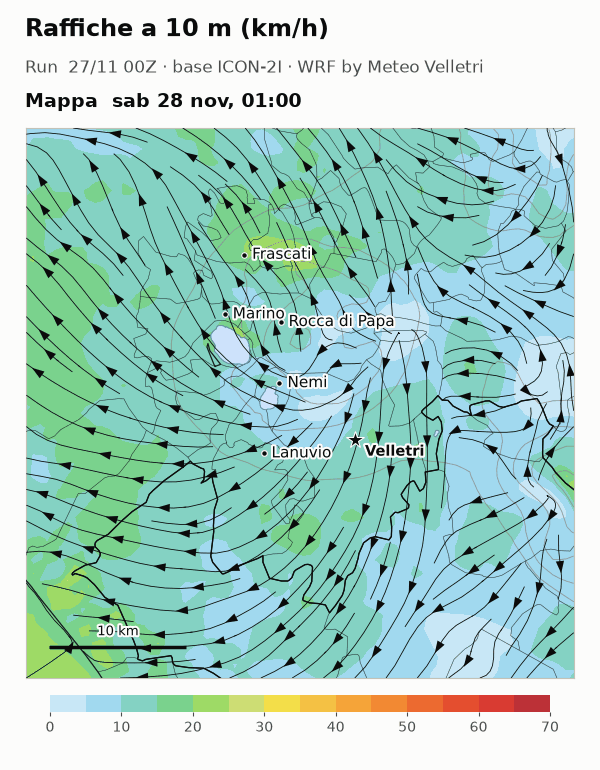 Raffiche a 10 m (km/h)
Run  27/11 00Z · base ICON-2I · WRF by Meteo Velletri
Mappa  sab 28 nov, 01:00
Frascati
Marino
Rocca di Papa
Nemi
Velletri
Lanuvio
10 km
0 10 20 30 40 50 60 70